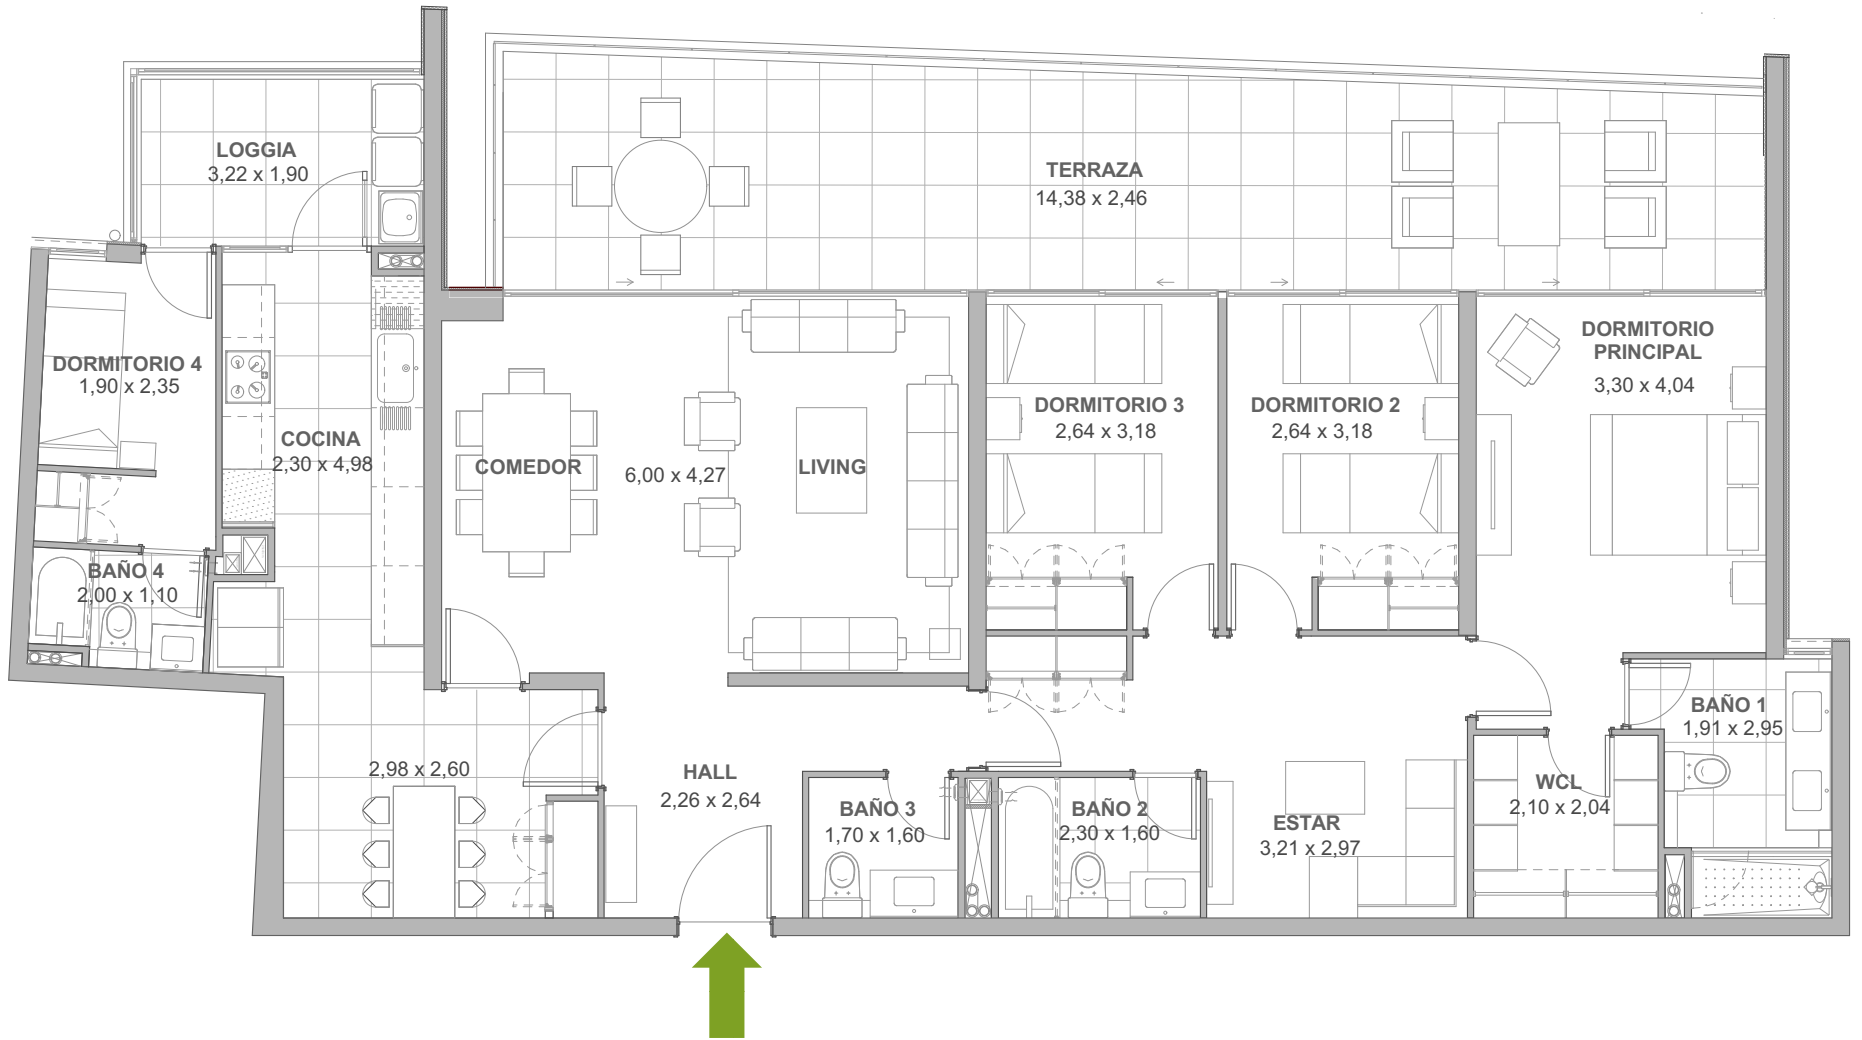 LOGGIA
3,22 x 1,90
TERRAZA
14,38 x 2,46
DORMITORIO 4
1,90 x 2,35
COCINA
2,30 x 4,98
COMEDOR
6,00 x 4,27
LIVING
DORMITORIO 3
2,64 x 3,18
DORMITORIO 2
2,64 x 3,18
DORMITORIO
PRINCIPAL
3,30 x 4,04
BAÑO 4
2,00 x 1,10
2,98 x 2,60
HALL
2,26 x 2,64
BAÑO 3
1,70 x 1,60
BAÑO 2
2,30 x 1,60
ESTAR
3,21 x 2,97
WCL
2,10 x 2,04
BAÑO 1
1,91 x 2,95